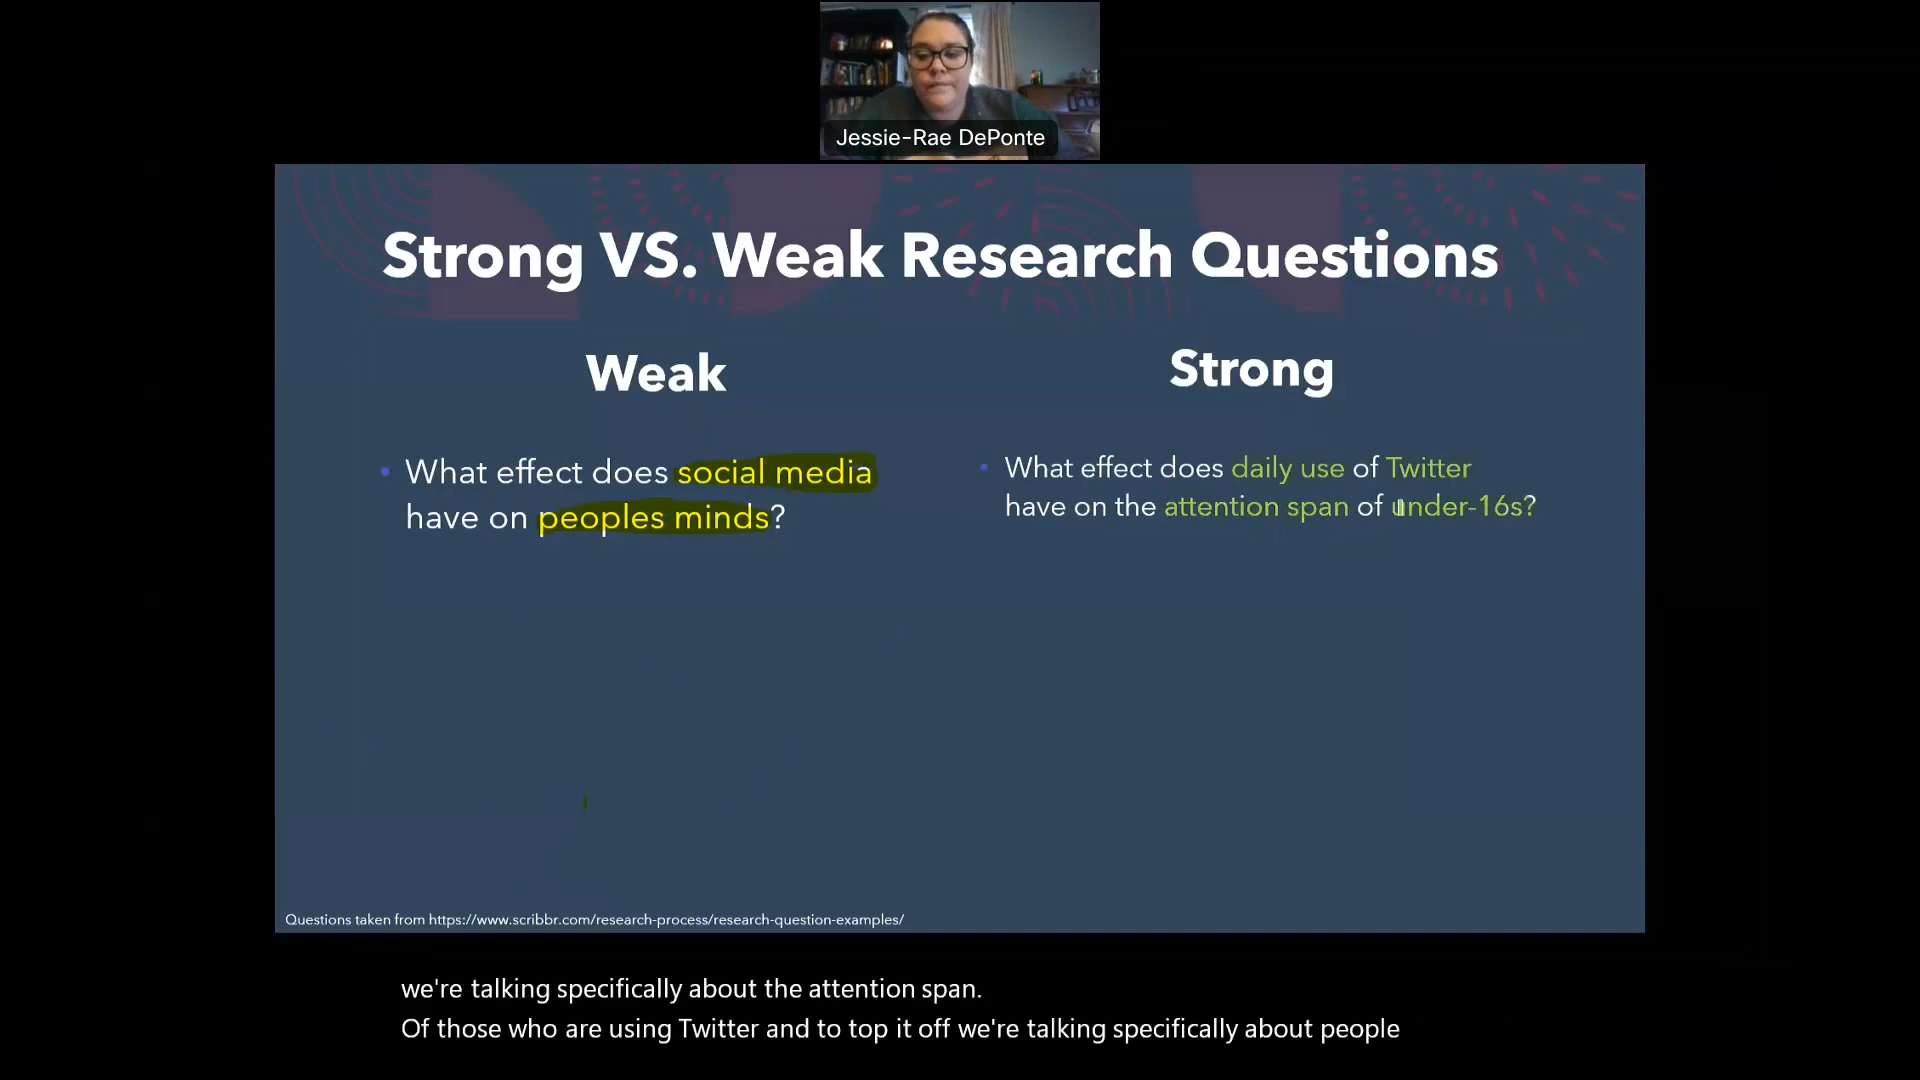 Jessie-Rae DePonte
Strong VS. Weak Research Questions
Weak
• What effect does social media
have on peoples minds?
Strong
• What effect does daily use of Twitter
have on the attention span of under-16s?
Questions taken from https://www.scribbr.com/research-process/research-question-examples/
we're talking specifically about the attention span.
Of those who are using Twitter and to top it off we're talking specifically about people